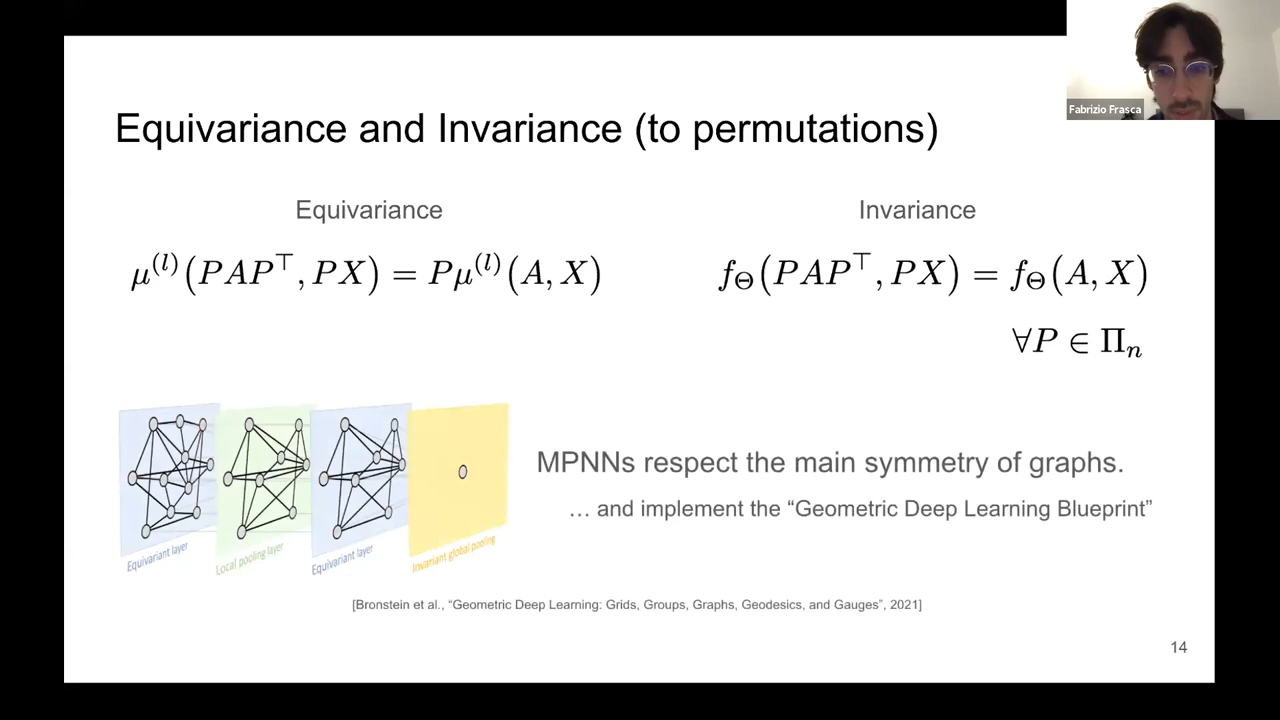 Fabrizio Frasca
Equivariance and Invariance (to permutations)
Equivariance
Invariance
μ^{(l)}(PAP^⊤, PX) = Pμ^{(l)}(A, X)
f_Θ(PAP^⊤, PX) = f_Θ(A, X)
∀P ∈ Π_n
Equivariant layer
Local pooling layer
Equivariant layer
Invariant global pooling
MPNNs respect the main symmetry of graphs.
… and implement the “Geometric Deep Learning Blueprint”
[Bronstein et al., “Geometric Deep Learning: Grids, Groups, Graphs, Geodesics, and Gauges”, 2021]
14